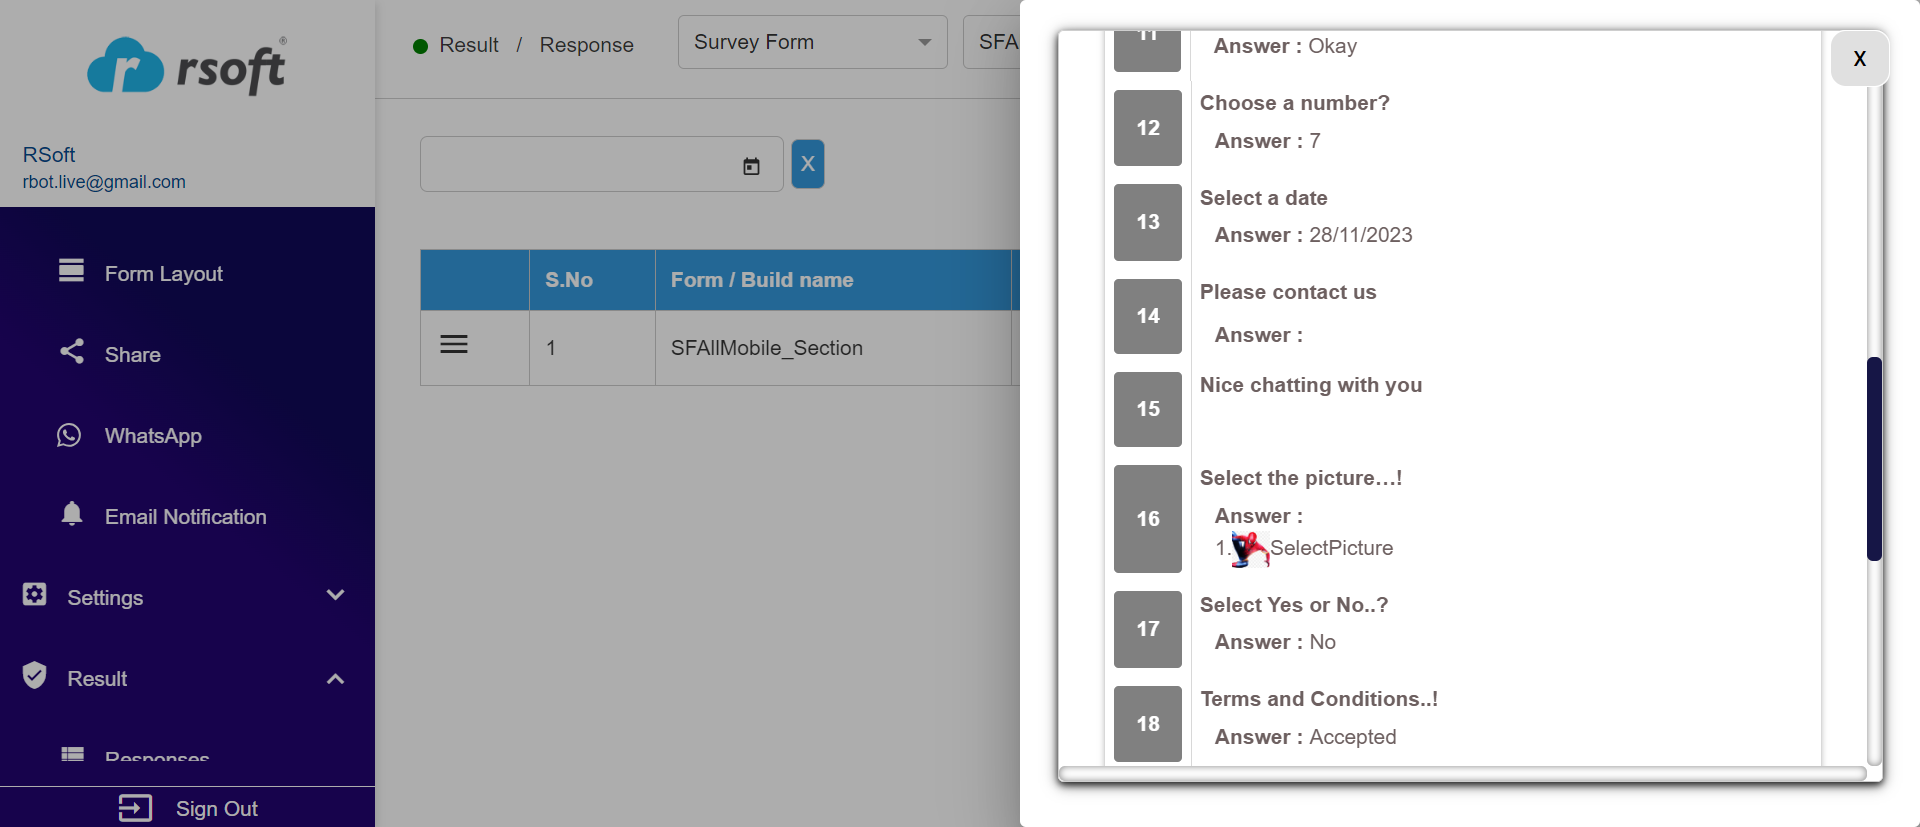 rsoft®
RSoft
rbot.live@gmail.com
Form Layout
Share
WhatsApp
Email Notification
Settings
Result
Responses
Sign Out
Result / Response
Survey Form
SFA
X
S.No Form / Build name
1 SFAllMobile_Section
X
11
Answer : Okay
12
Choose a number?
Answer : 7
13
Select a date
Answer : 28/11/2023
14
Please contact us
Answer :
15
Nice chatting with you
16
Select the picture...!
Answer :
1. SelectPicture
17
Select Yes or No..?
Answer : No
18
Terms and Conditions..!
Answer : Accepted